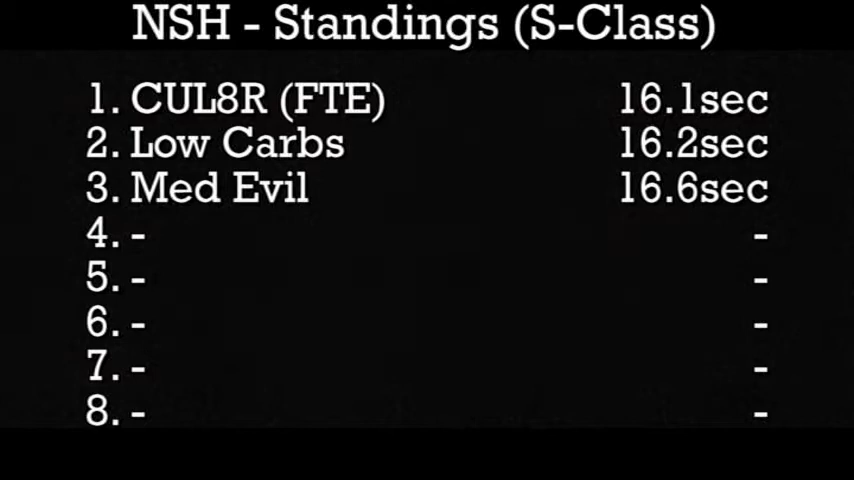 NSH - Standings (S-Class)
1. CUL8R (FTE) 16.1sec
2. Low Carbs 16.2sec
3. Med Evil 16.6sec
4. - -
5. - -
6. - -
7. - -
8. - -